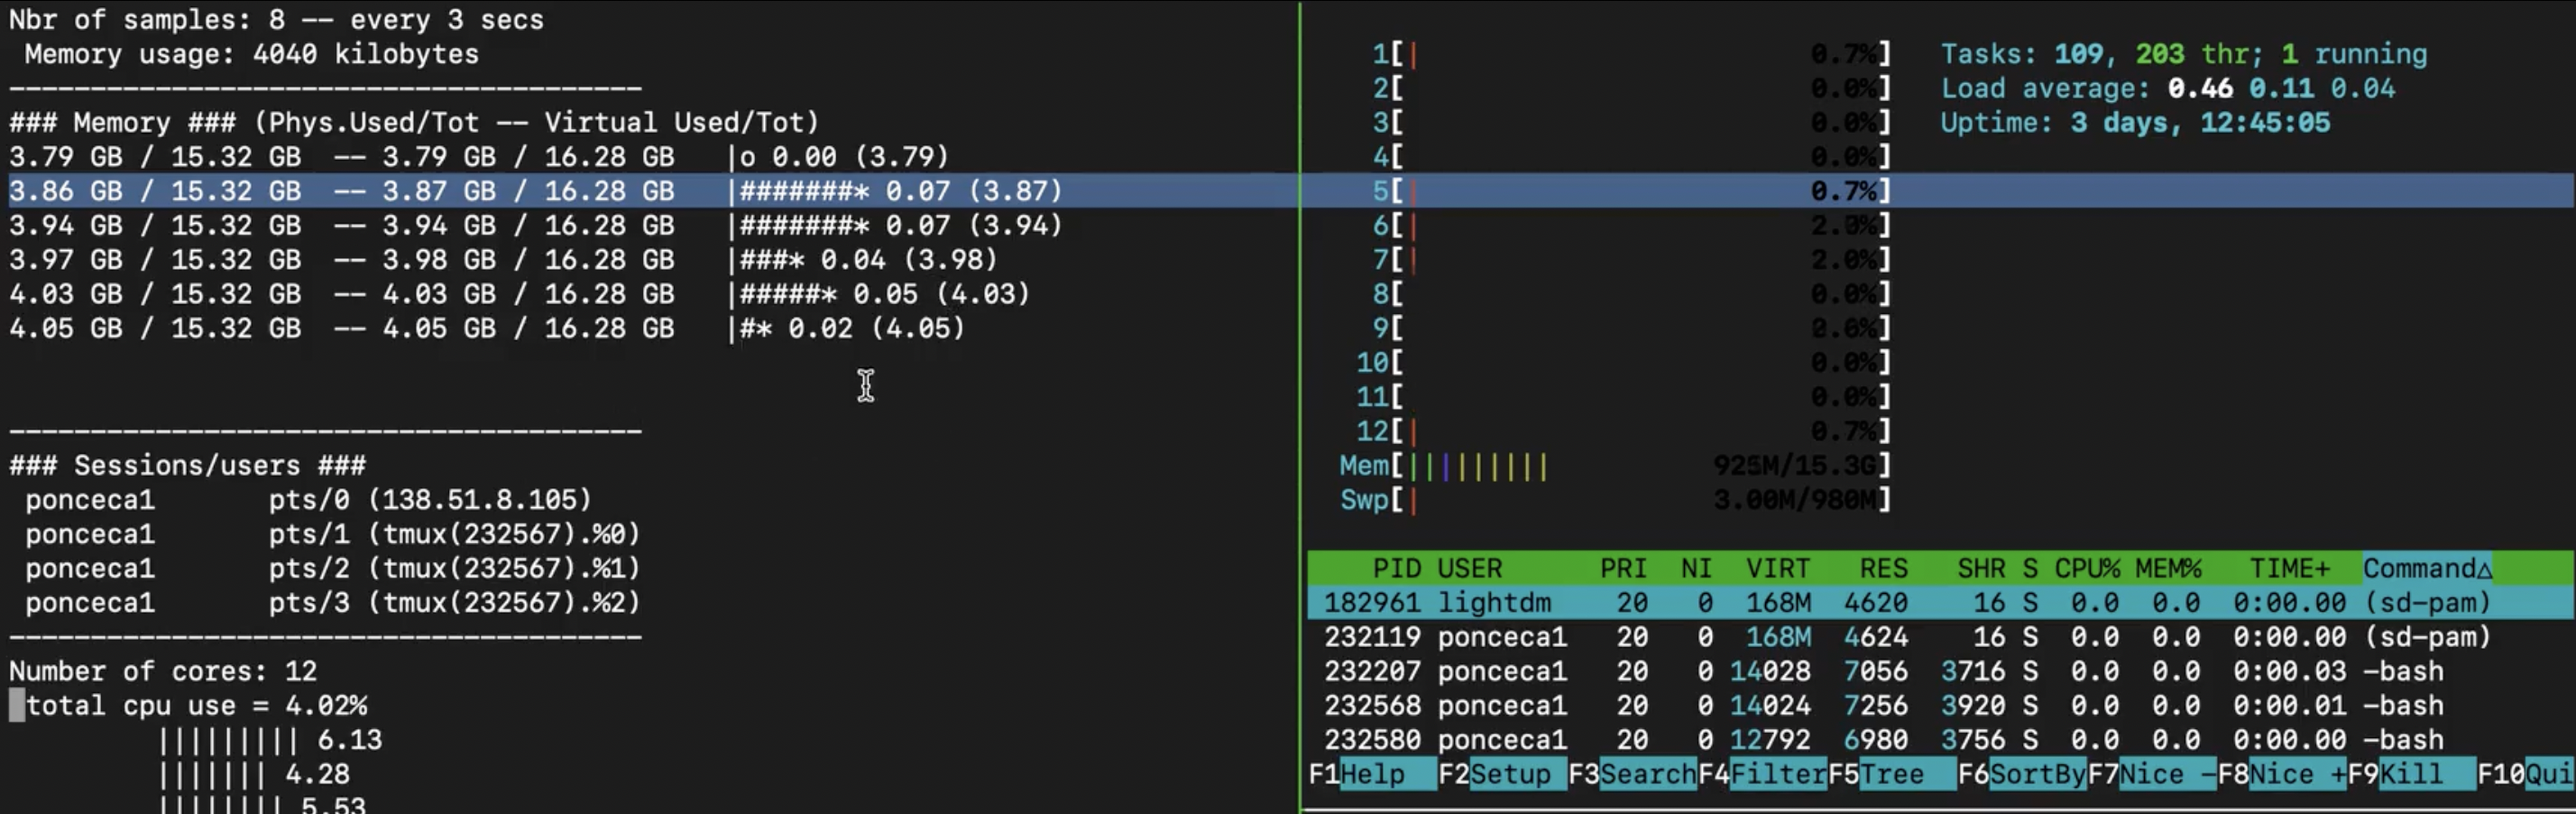 Nbr of samples: 8 -- every 3 secs
Memory usage: 4040 kilobytes
---------------------------------------
### Memory ### (Phys.Used/Tot -- Virtual Used/Tot)
3.79 GB / 15.32 GB  -- 3.79 GB / 16.28 GB   |o 0.00 (3.79)
3.86 GB / 15.32 GB  -- 3.87 GB / 16.28 GB   |#######* 0.07 (3.87)
3.94 GB / 15.32 GB  -- 3.94 GB / 16.28 GB   |#######* 0.07 (3.94)
3.97 GB / 15.32 GB  -- 3.98 GB / 16.28 GB   |###* 0.04 (3.98)
4.03 GB / 15.32 GB  -- 4.03 GB / 16.28 GB   |#####* 0.05 (4.03)
4.05 GB / 15.32 GB  -- 4.05 GB / 16.28 GB   |#* 0.02 (4.05)
---------------------------------------
### Sessions/users ###
ponceca1       pts/0 (138.51.8.105)
ponceca1       pts/1 (tmux(232567).%0)
ponceca1       pts/2 (tmux(232567).%1)
ponceca1       pts/3 (tmux(232567).%2)
---------------------------------------
Number of cores: 12
total cpu use = 4.02%
||||||||| 6.13
||||||| 4.28
|||||||| 5.53
1[| 0.7%]
2[ 0.0%]
3[ 0.0%]
4[ 0.0%]
5[| 0.7%]
6[| ]
7[| 2.0%]
8[ 0.0%]
9[ ]
10[ 0.0%]
11[ 0.0%]
12[| 0.7%]
Mem[||||||||| /15.3G]
Swp[| 3.00M/980M]
Tasks: 109, 203 thr; 1 running
Load average: 0.46 0.11 0.04
Uptime: 3 days, 12:45:05
PID USER PRI NI VIRT RES SHR S CPU% MEM% TIME+ Command△
182961 lightdm 20 0 168M 4620 16 S 0.0 0.0 0:00.00 (sd-pam)
232119 ponceca1 20 0 168M 4624 16 S 0.0 0.0 0:00.00 (sd-pam)
232207 ponceca1 20 0 14028 7056 3716 S 0.0 0.0 0:00.03 -bash
232568 ponceca1 20 0 14024 7256 3920 S 0.0 0.0 0:00.01 -bash
232580 ponceca1 20 0 12792 6980 3756 S 0.0 0.0 0:00.00 -bash
F1Help F2Setup F3SearchF4FilterF5Tree F6SortByF7Nice -F8Nice +F9Kill F10Qui